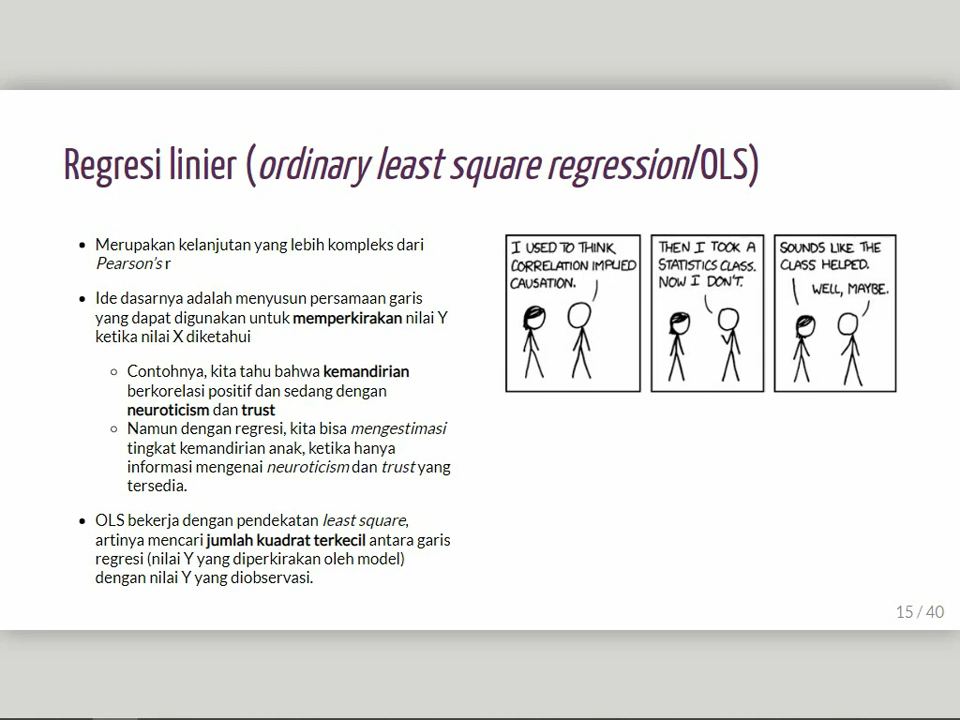 Regresi linier (ordinary least square regression/OLS)
• Merupakan kelanjutan yang lebih kompleks dari
Pearson's r
• Ide dasarnya adalah menyusun persamaan garis
yang dapat digunakan untuk memperkirakan nilai Y
ketika nilai X diketahui
◦ Contohnya, kita tahu bahwa kemandirian
berkorelasi positif dan sedang dengan
neuroticism dan trust
◦ Namun dengan regresi, kita bisa mengestimasi
tingkat kemandirian anak, ketika hanya
informasi mengenai neuroticism dan trust yang
tersedia.
• OLS bekerja dengan pendekatan least square,
artinya mencari jumlah kuadrat terkecil antara garis
regresi (nilai Y yang diperkirakan oleh model)
dengan nilai Y yang diobservasi.
I USED TO THINK
CORRELATION IMPLIED
CAUSATION.
THEN I TOOK A
STATISTICS CLASS.
NOW I DON'T.
SOUNDS LIKE THE
CLASS HELPED.
WELL, MAYBE.
15 / 40